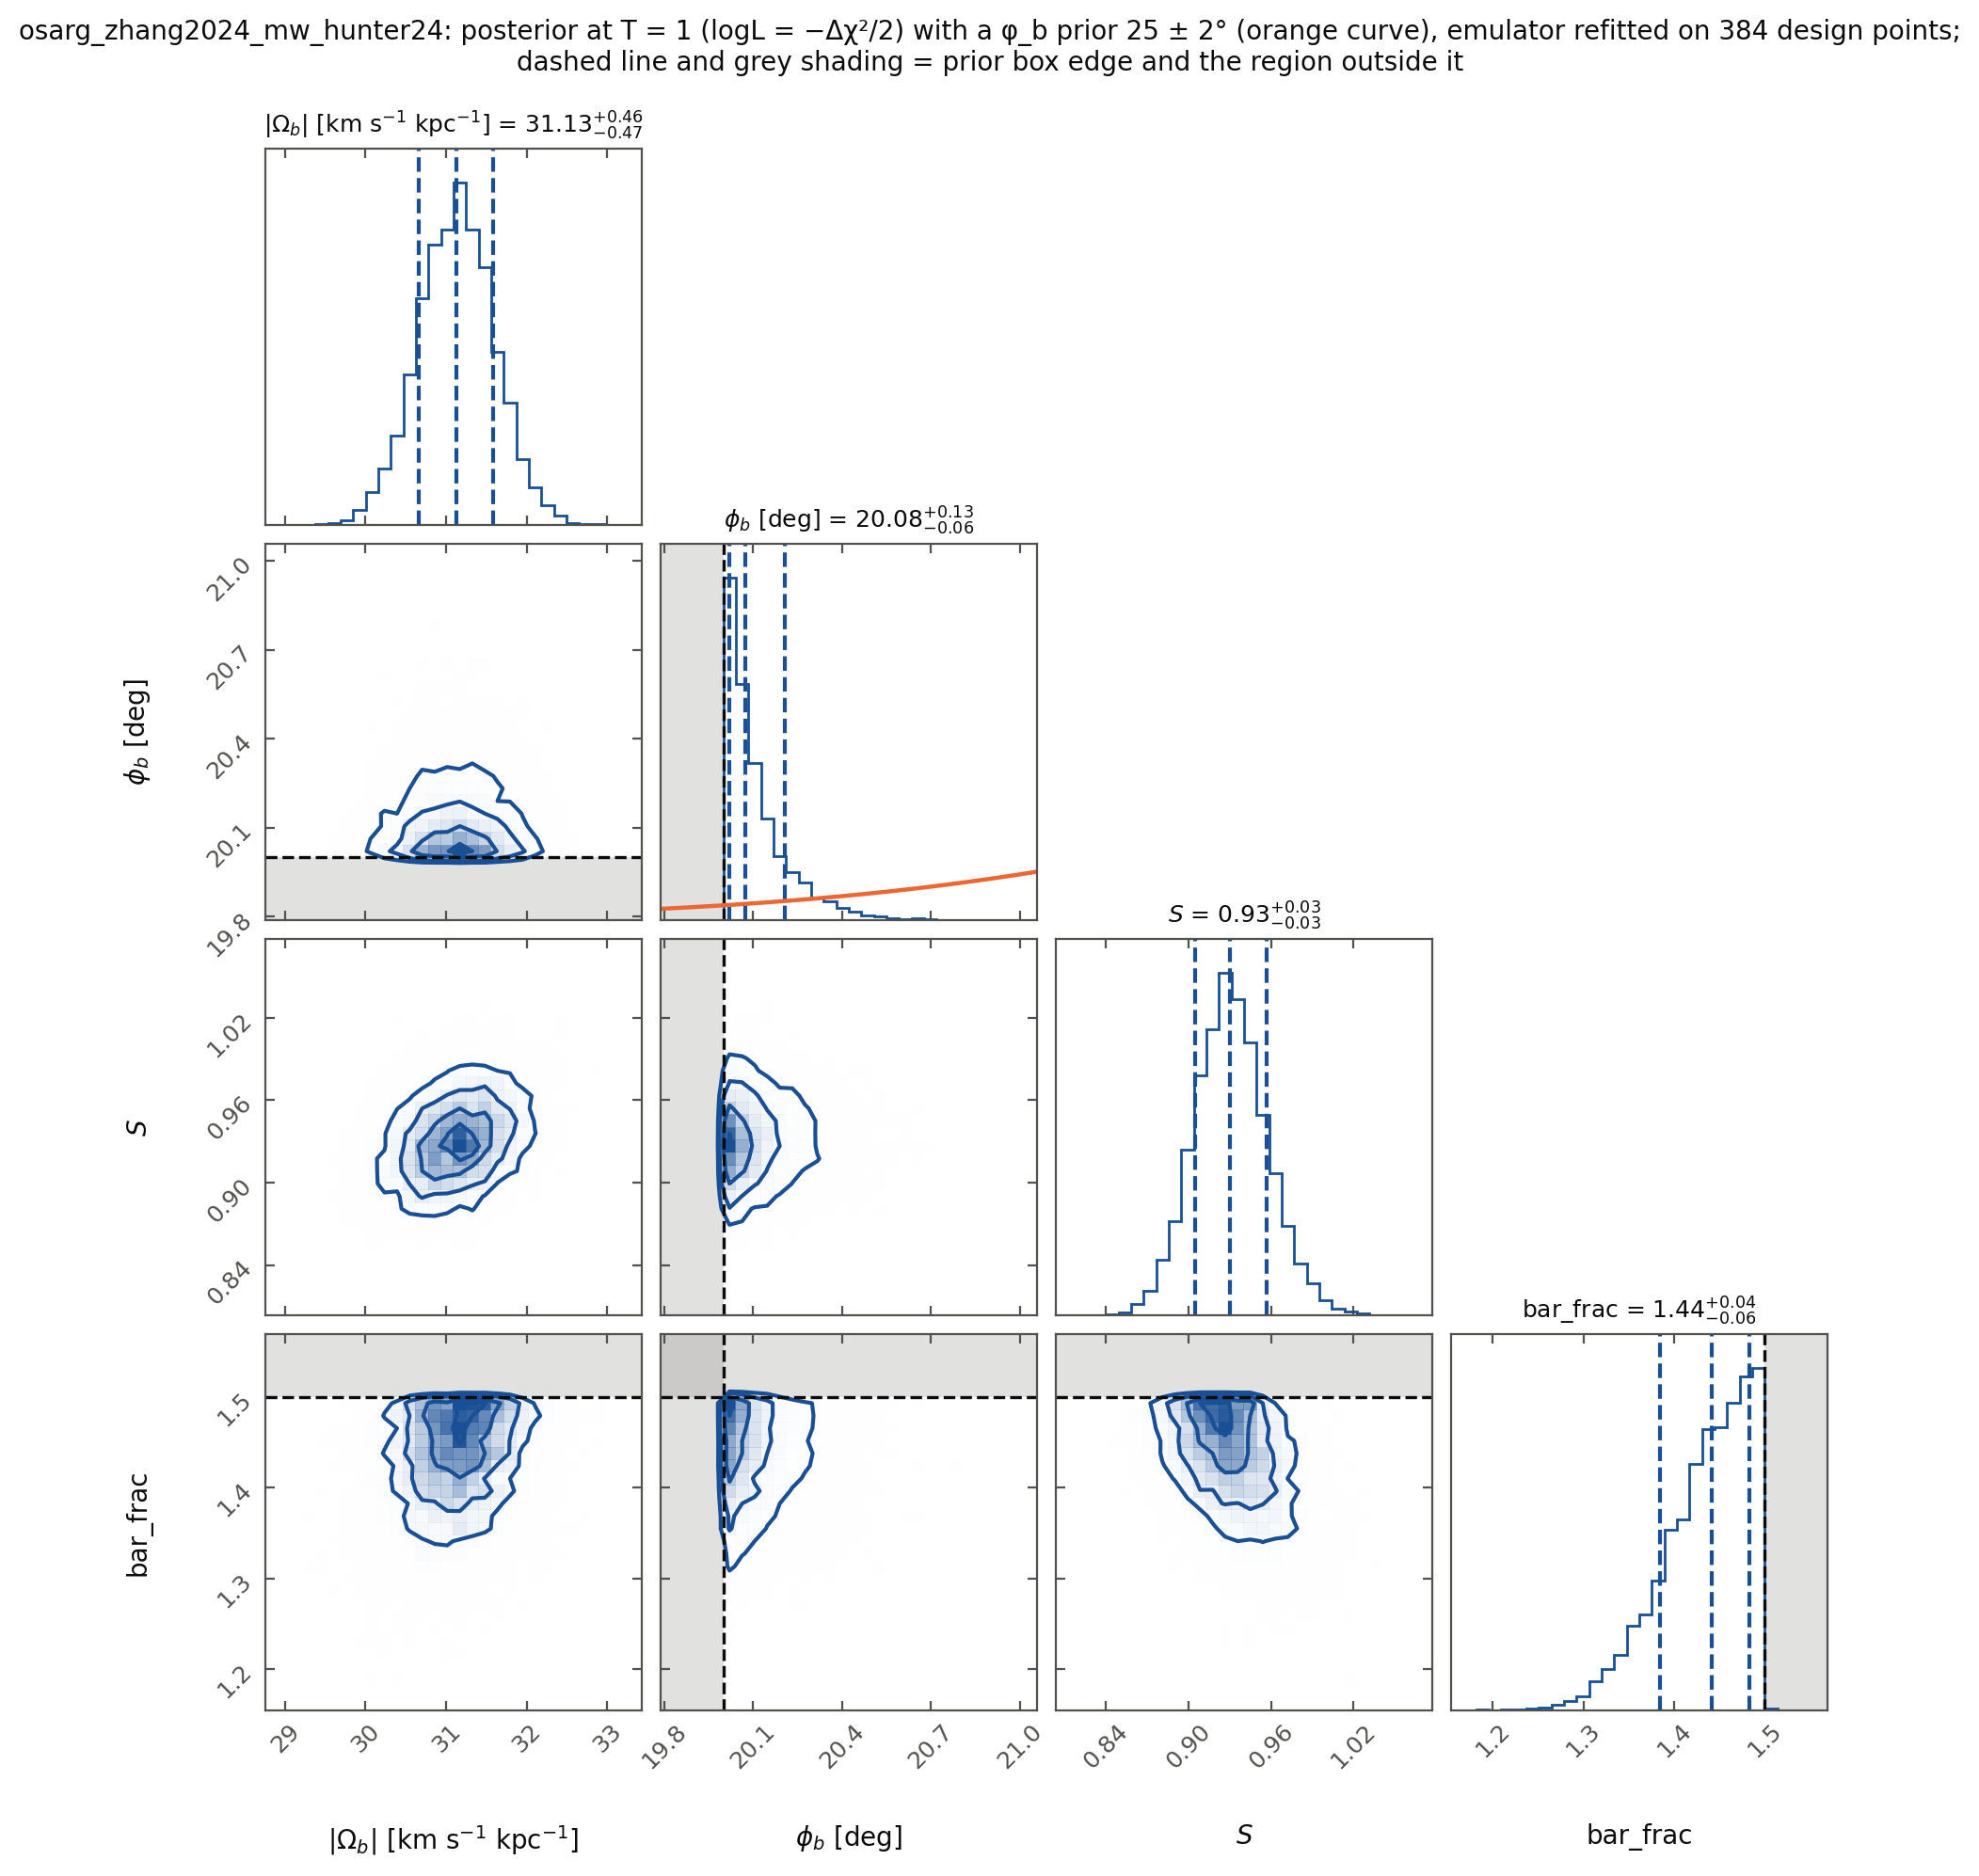 osarg_zhang2024_mw_hunter24: posterior at T = 1 (logL = −Δχ²/2) with a φ_b prior 25 ± 2° (orange curve), emulator refitted on 384 design points;
dashed line and grey shading = prior box edge and the region outside it
|Ω_b| [km s⁻¹ kpc⁻¹] = 31.13 +0.46 −0.47
ϕ_b [deg] = 20.08 +0.13 −0.06
21.0
20.7
20.4
20.1
19.8
ϕ_b [deg]
S = 0.93 +0.03 −0.03
1.02
0.96
0.90
0.84
S
bar_frac = 1.44 +0.04 −0.06
1.5
1.4
1.3
1.2
bar_frac
29 30 31 32 33
19.8 20.1 20.4 20.7 21.0
0.84 0.90 0.96 1.02
1.2 1.3 1.4 1.5
|Ω_b| [km s⁻¹ kpc⁻¹]
ϕ_b [deg]
S
bar_frac